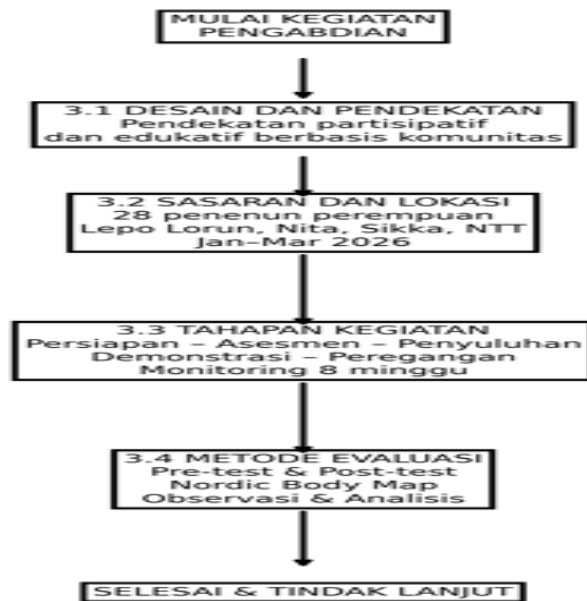 MULAI KEGIATAN
PENGABDIAN
3.1 DESAIN DAN PENDEKATAN
Pendekatan partisipatif
dan edukatif berbasis komunitas
3.2 SASARAN DAN LOKASI
28 penenun perempuan
Lepo Lorun, Nita, Sikka, NTT
Jan–Mar 2026
3.3 TAHAPAN KEGIATAN
Persiapan – Asesmen – Penyuluhan
Demonstrasi – Peregangan
Monitoring 8 minggu
3.4 METODE EVALUASI
Pre-test & Post-test
Nordic Body Map
Observasi & Analisis
SELESAI & TINDAK LANJUT